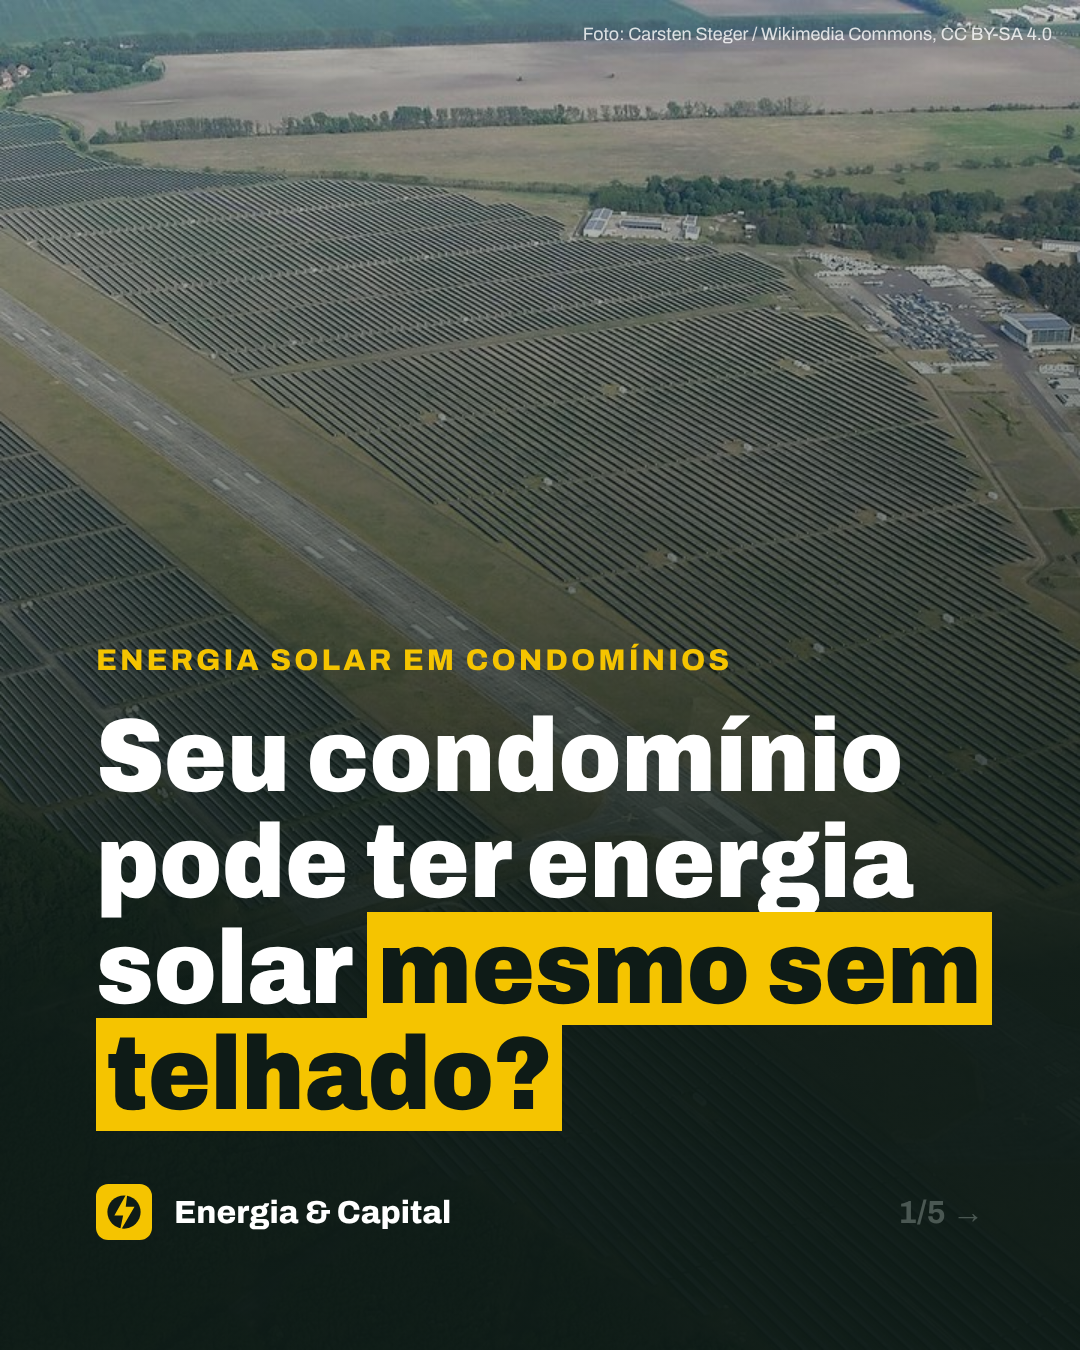 Foto: Carsten Steger / Wikimedia Commons, CC BY-SA 4.0
ENERGIA SOLAR EM CONDOMÍNIOS
Seu condomínio
pode ter energia
solar mesmo sem
telhado?
Energia & Capital
1/5 →